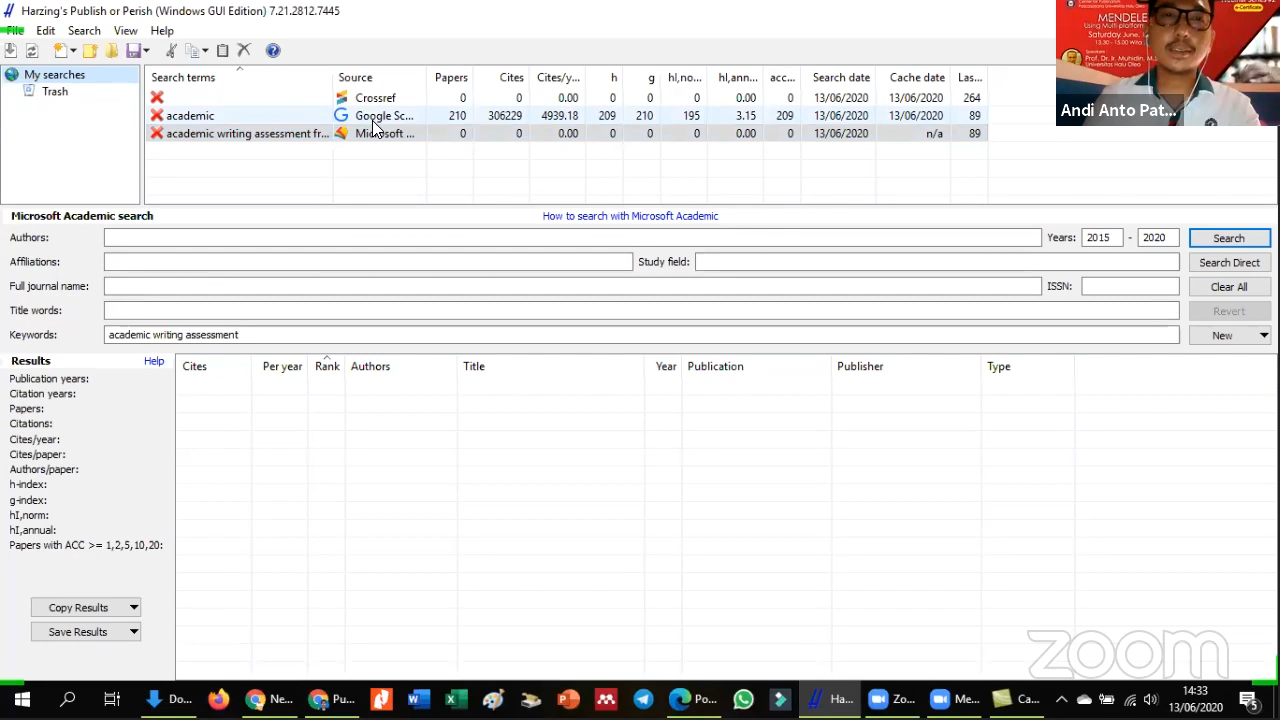 Harzing's Publish or Perish (Windows GUI Edition) 7.21.2812.7445
File Edit Search View Help
My searches
Trash
Search terms Source Papers Cites Cites/y... h g hI,no... hI,ann... acc... Search date Cache date Las...
Crossref 0 0 0.00 0 0 0 0.00 0 13/06/2020 13/06/2020 264
academic Google Sc... 210 306229 4939.18 209 210 195 3.15 209 13/06/2020 13/06/2020 89
academic writing assessment fr... Microsoft ... 0 0 0.00 0 0 0 0.00 0 13/06/2020 n/a 89
MENDELE
Using Multi-platform
Saturday June, 1
13.30 - 15.00 Wita
Prof. Dr. Ir. Muhidin, M.
Universitas Halu Oleo
e-Certificate
Andi Anto Pat...
Microsoft Academic search How to search with Microsoft Academic
Authors: Years: 2015 - 2020 Search
Affiliations: Study field: Search Direct
Full journal name: ISSN: Clear All
Title words: Revert
Keywords: academic writing assessment New
Results Help
Cites Per year Rank Authors Title Year Publication Publisher Type
Publication years:
Citation years:
Papers:
Citations:
Cites/year:
Cites/paper:
Authors/paper:
h-index:
g-index:
hI,norm:
hI,annual:
Papers with ACC >= 1,2,5,10,20:
Copy Results
Save Results
zoom
Do... Ne... Pu... Po... Ha... Zo... Me... Ca... 14:33
13/06/2020
5